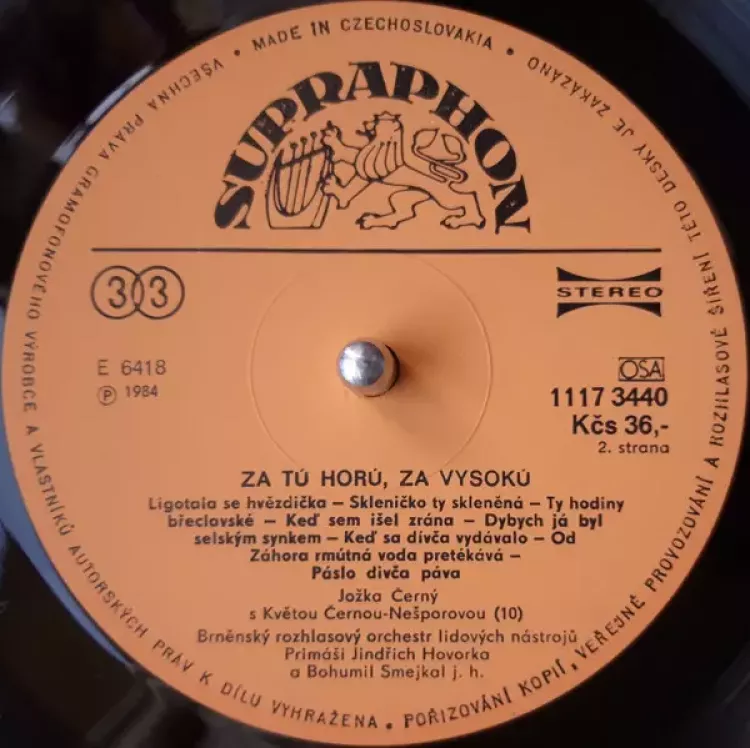 VŠECHNA PRÁVA GRAMOFONOVÉHO VÝROBCE A VLASTNÍKŮ AUTORSKÝCH PRÁV K DÍLU VYHRAŽENA • POŘIZOVÁNÍ KOPIÍ, VEŘEJNÉ PROVOZOVÁNÍ A ROZHLASOVÉ ŠÍŘENÍ TÉTO DESKY JE ZAKÁZÁNO •
MADE IN CZECHOSLOVAKIA •
SUPRAPHON
33
STEREO
E 6418
Ⓟ 1984
OSA
1117 3440
Kčs 36,-
2. strana
ZA TÚ HORÚ, ZA VYSOKÚ
Ligotala se hvězdička – Skleničko ty skleněná – Ty hodiny
břeclavské – Keď sem išel zrána – Dybych já byl
selským synkem – Keď sa dívča vydávalo – Od
Záhora rmútná voda pretékává –
Páslo divča páva
Jožka Černý
s Květou Černou-Nešporovou (10)
Brněnský rozhlasový orchestr lidových nástrojů
Primáši Jindřich Hovorka
a Bohumil Smejkal j. h.